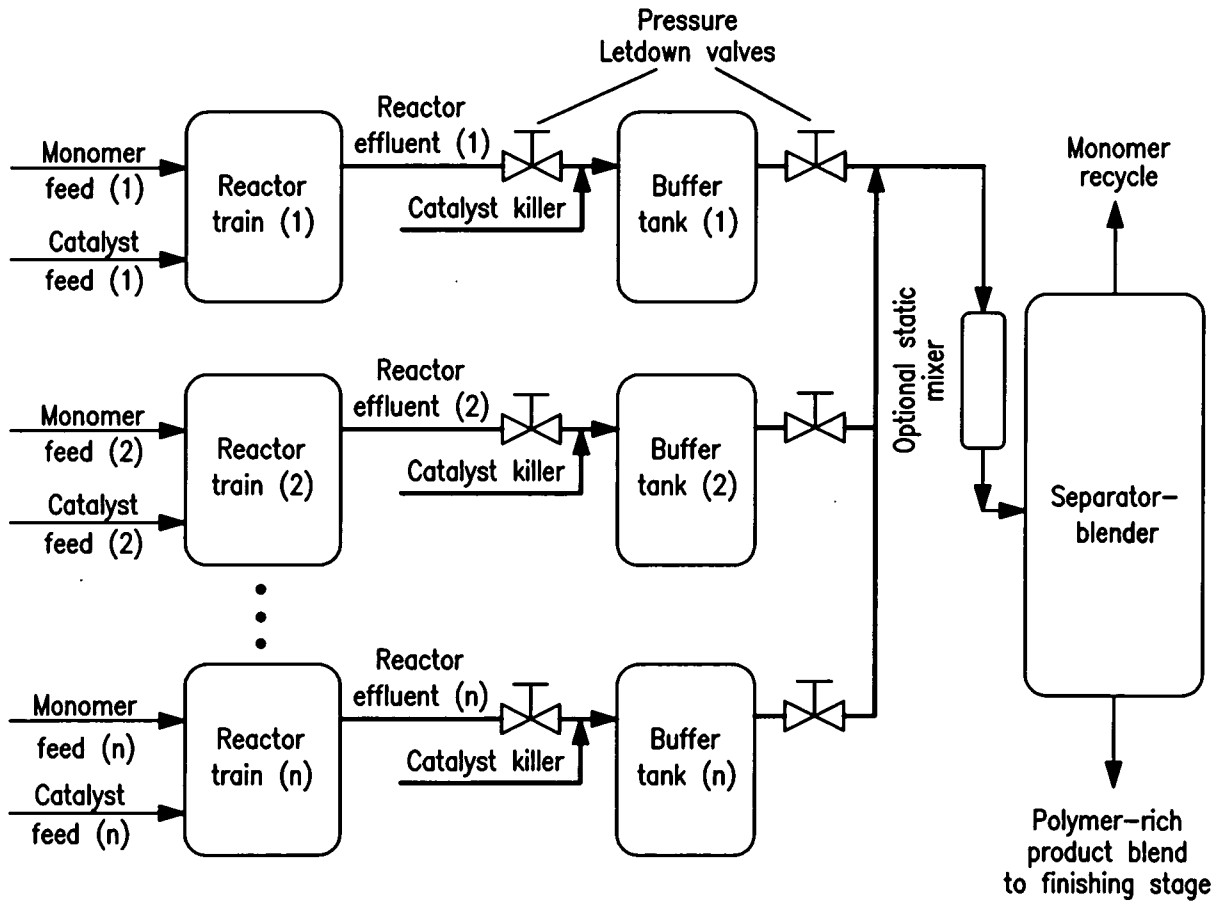 Pressure
Letdown valves
Monomer
feed (1)
Catalyst
feed (1)
Reactor
train (1)
Reactor
effluent (1)
Catalyst killer
Buffer
tank (1)
Monomer
recycle
Optional static
mixer
Monomer
feed (2)
Catalyst
feed (2)
Reactor
train (2)
Reactor
effluent (2)
Catalyst killer
Buffer
tank (2)
Separator–
blender
Monomer
feed (n)
Catalyst
feed (n)
Reactor
train (n)
Reactor
effluent (n)
Catalyst killer
Buffer
tank (n)
Polymer–rich
product blend
to finishing stage